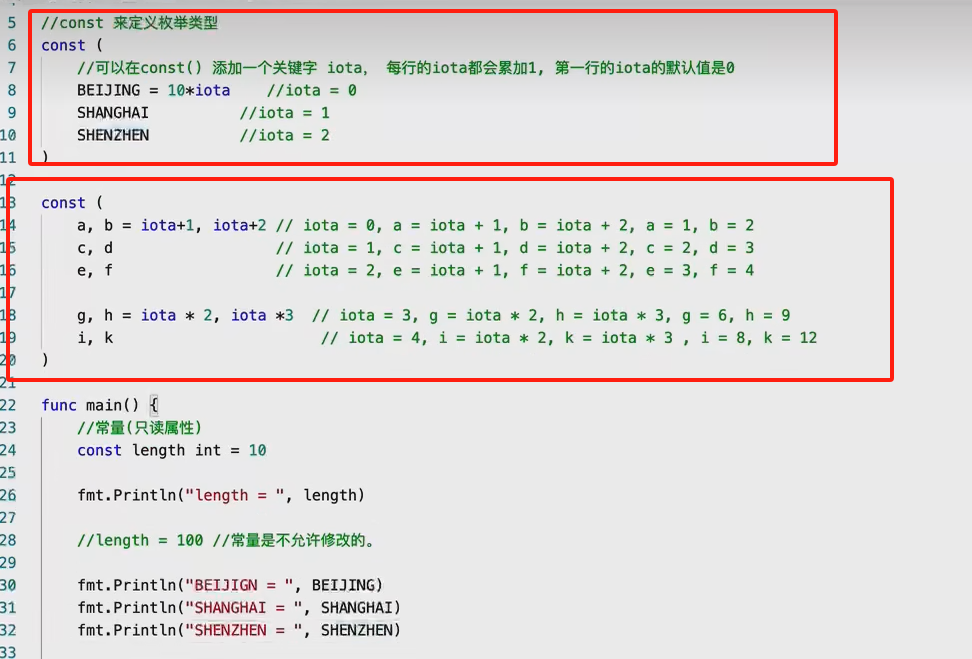 5 //const 来定义枚举类型
6 const (
7 //可以在const() 添加一个关键字 iota， 每行的iota都会累加1, 第一行的iota的默认值是0
8 BEIJING = 10*iota //iota = 0
9 SHANGHAI //iota = 1
10 SHENZHEN //iota = 2
11 )
12
13 const (
14 a, b = iota+1, iota+2 // iota = 0, a = iota + 1, b = iota + 2, a = 1, b = 2
15 c, d // iota = 1, c = iota + 1, d = iota + 2, c = 2, d = 3
16 e, f // iota = 2, e = iota + 1, f = iota + 2, e = 3, f = 4
17
18 g, h = iota * 2, iota *3 // iota = 3, g = iota * 2, h = iota * 3, g = 6, h = 9
19 i, k // iota = 4, i = iota * 2, k = iota * 3 , i = 8, k = 12
20 )
21
22 func main() {
23 //常量(只读属性)
24 const length int = 10
25
26 fmt.Println("length = ", length)
27
28 //length = 100 //常量是不允许修改的。
29
30 fmt.Println("BEIJIGN = ", BEIJING)
31 fmt.Println("SHANGHAI = ", SHANGHAI)
32 fmt.Println("SHENZHEN = ", SHENZHEN)
33